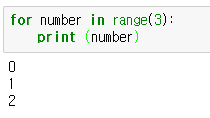 for number in range(3):
    print (number)
0
1
2